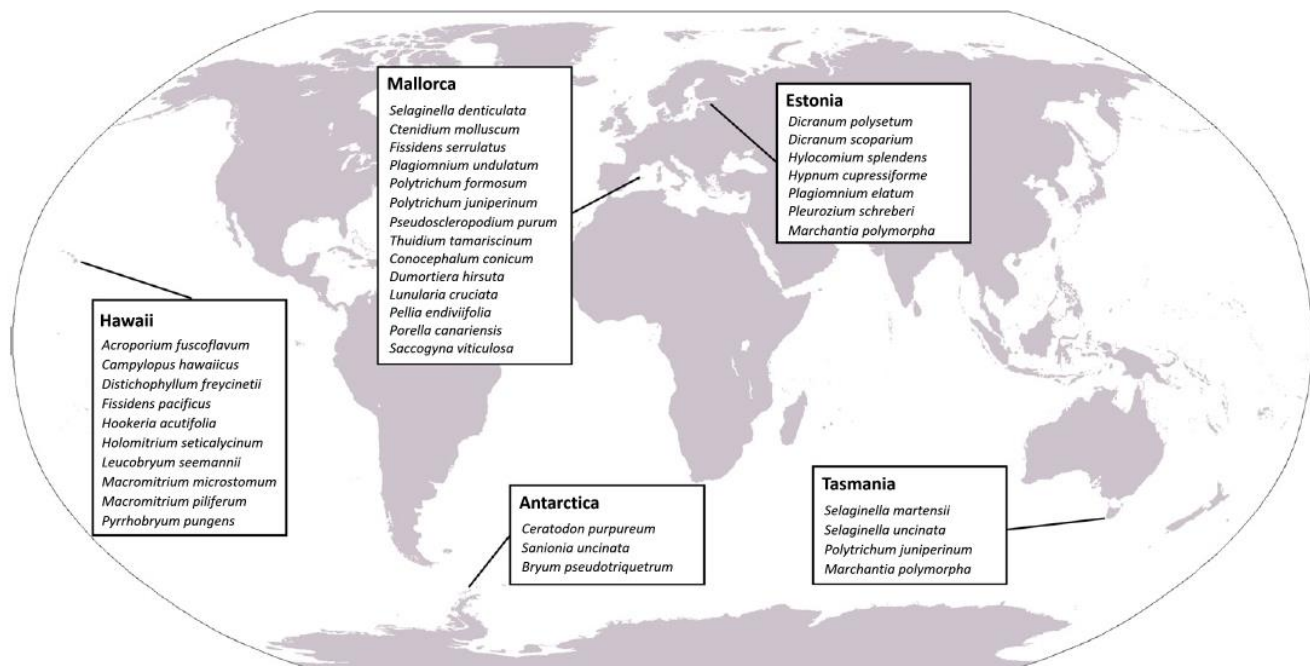 Mallorca
Selaginella denticulata
Ctenidium molluscum
Fissidens serrulatus
Plagiomnium undulatum
Polytrichum formosum
Polytrichum juniperinum
Pseudoscleropodium purum
Thuidium tamariscinum
Conocephalum conicum
Dumortiera hirsuta
Lunularia cruciata
Pellia endiviifolia
Porella canariensis
Saccogyna viticulosa
Estonia
Dicranum polysetum
Dicranum scoparium
Hylocomium splendens
Hypnum cupressiforme
Plagiomnium elatum
Pleurozium schreberi
Marchantia polymorpha
Hawaii
Acroporium fuscoflavum
Campylopus hawaiicus
Distichophyllum freycinetii
Fissidens pacificus
Hookeria acutifolia
Holomitrium seticalycinum
Leucobryum seemannii
Macromitrium microstomum
Macromitrium piliferum
Pyrrhobryum pungens
Antarctica
Ceratodon purpureum
Sanionia uncinata
Bryum pseudotriquetrum
Tasmania
Selaginella martensii
Selaginella uncinata
Polytrichum juniperinum
Marchantia polymorpha